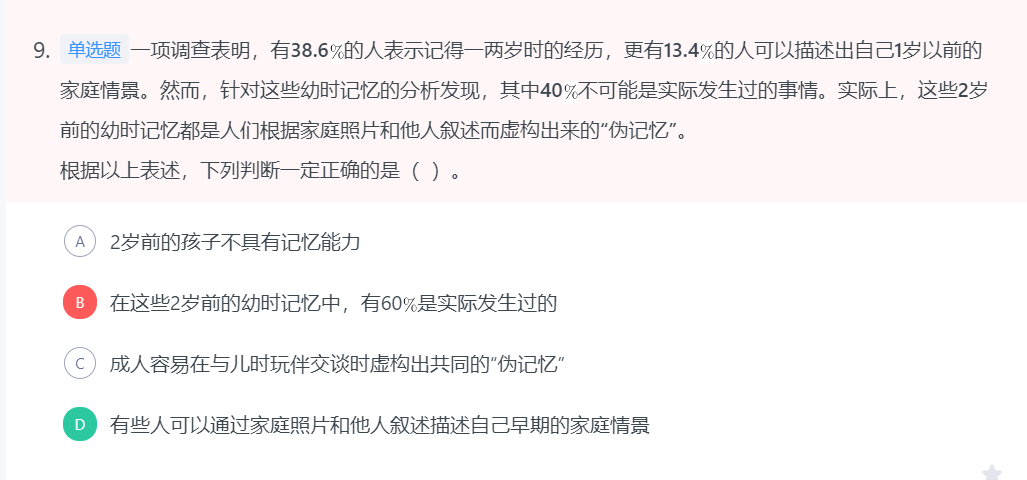 9. 单选题 一项调查表明，有38.6%的人表示记得一两岁时的经历，更有13.4%的人可以描述出自己1岁以前的
家庭情景。然而，针对这些幼时记忆的分析发现，其中40%不可能是实际发生过的事情。实际上，这些2岁
前的幼时记忆都是人们根据家庭照片和他人叙述而虚构出来的“伪记忆”。
根据以上表述，下列判断一定正确的是（ ）。
A 2岁前的孩子不具有记忆能力
B 在这些2岁前的幼时记忆中，有60%是实际发生过的
C 成人容易在与儿时玩伴交谈时虚构出共同的“伪记忆”
D 有些人可以通过家庭照片和他人叙述描述自己早期的家庭情景